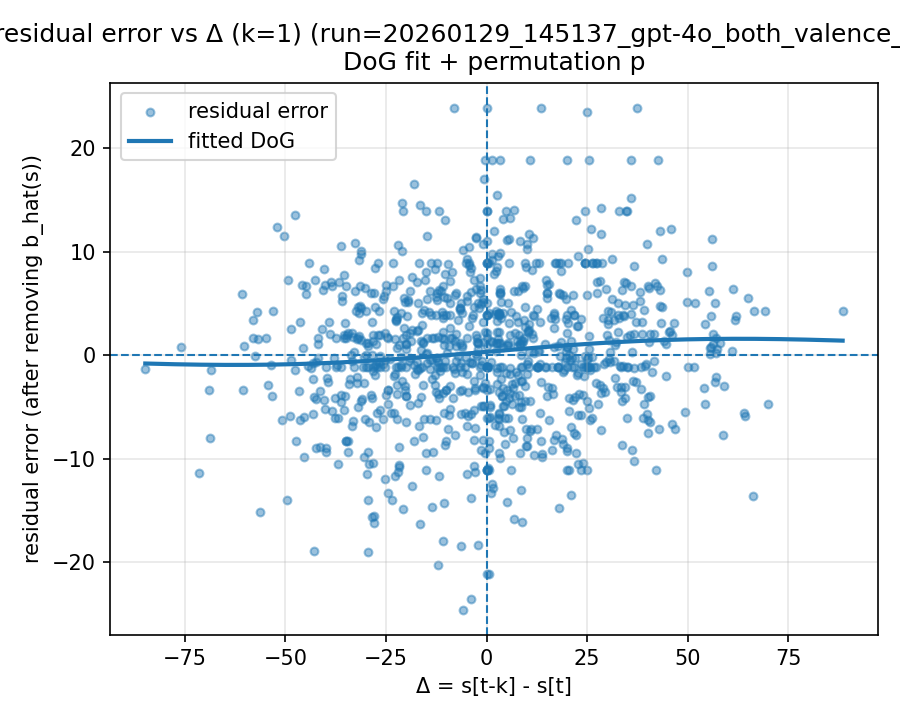 residual error vs Δ (k=1) (run=20260129_145137_gpt-4o_both_valence_
DoG fit + permutation p
residual error
fitted DoG
residual error (after removing b_hat(s))
20
10
0
−10
−20
−75
−50
−25
0
25
50
75
Δ = s[t-k] - s[t]